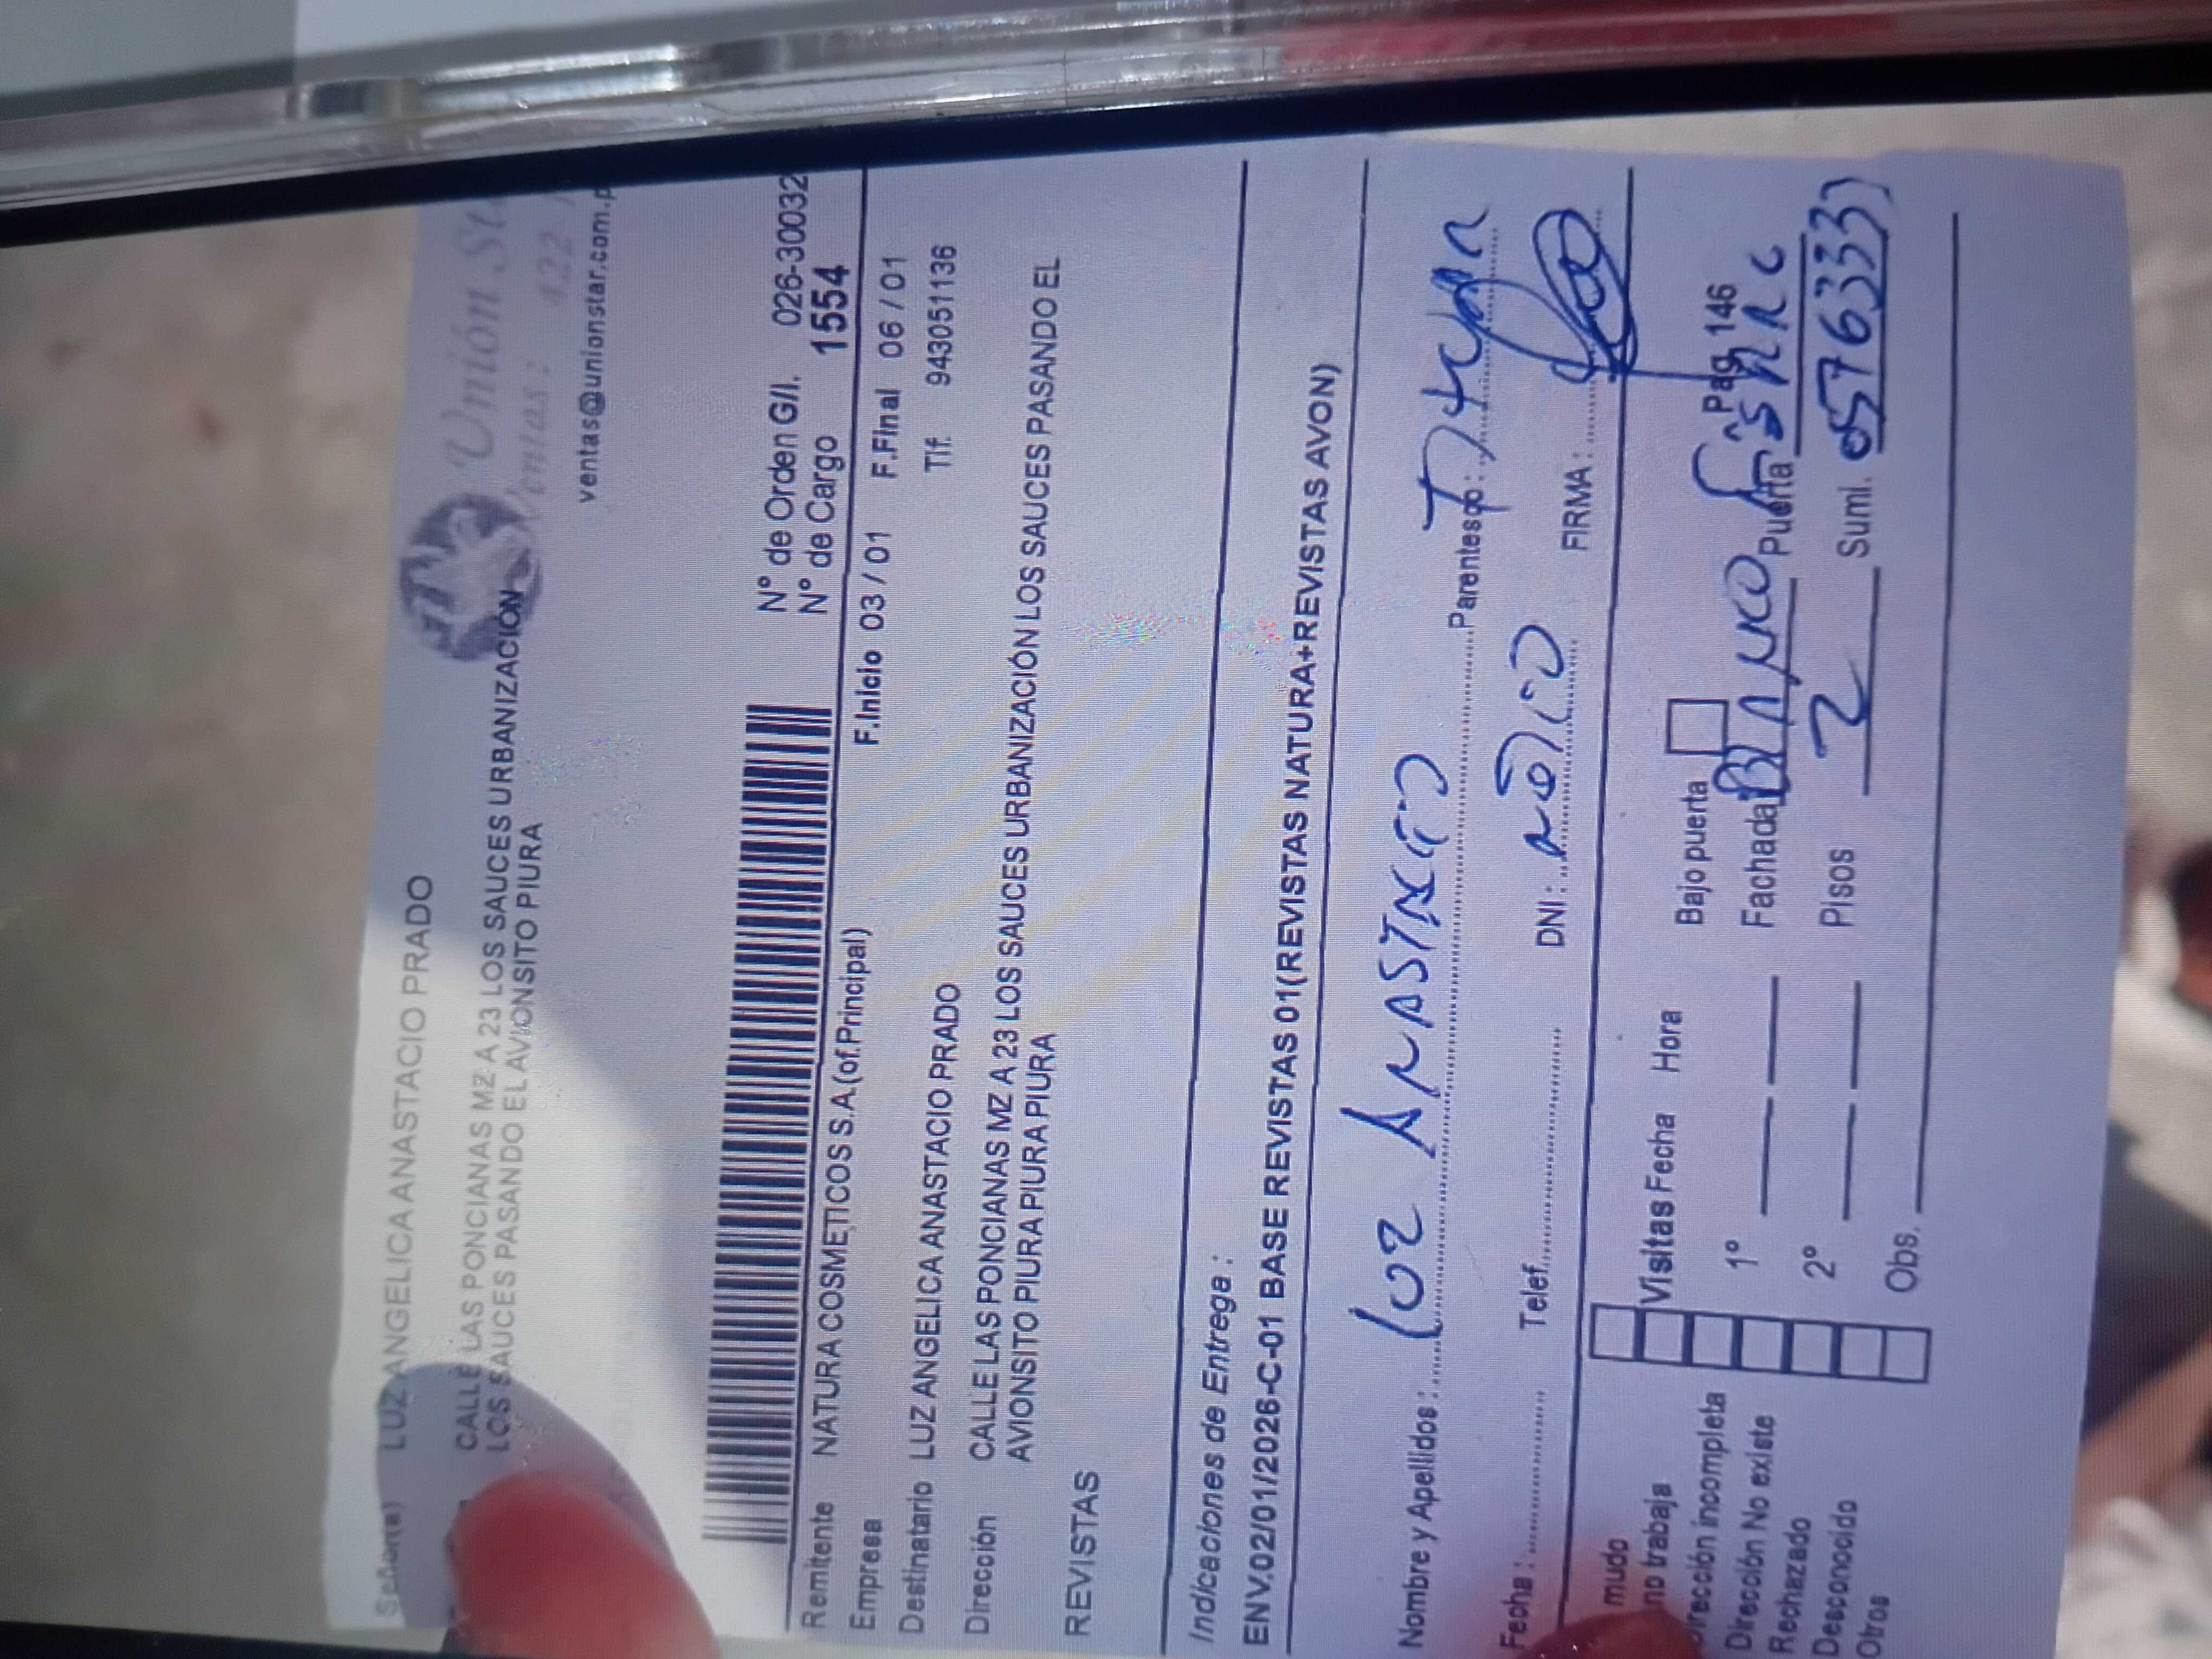 Señor(a) LUZ ANGELICA ANASTACIO PRADO
CALLE LAS PONCIANAS MZ A 23 LOS SAUCES URBANIZACIÓN
LOS SAUCES PASANDO EL AVIONSITO PIURA
Unión St
Ventas : 422
ventas@unionstar.com.p
N° de Orden G/I. 026-30032
N° de Cargo 1554
Remitente NATURA COSMETICOS S.A.(of.Principal)
F.Inicio 03 / 01 F.Final 06 / 01
Empresa
Destinatario LUZ ANGELICA ANASTACIO PRADO
Tlf. 943051136
Dirección CALLE LAS PONCIANAS MZ A 23 LOS SAUCES URBANIZACIÓN LOS SAUCES PASANDO EL
AVIONSITO PIURA PIURA PIURA
REVISTAS
Indicaciones de Entrega :
ENV.02/01/2026-C-01 BASE REVISTAS 01(REVISTAS NATURA+REVISTAS AVON)
Nombre y Apellidos : Luz Anastacio Parentesco :
Fecha : Telef. DNI : FIRMA :
mudo
no trabaja Visitas Fecha Hora Bajo puerta Pag 146
Dirección incompleta 1° Fachada Blanco Puerta
Dirección No existe
Rechazado 2° Pisos 2 Sumi.
Desconocido
Otros Obs.